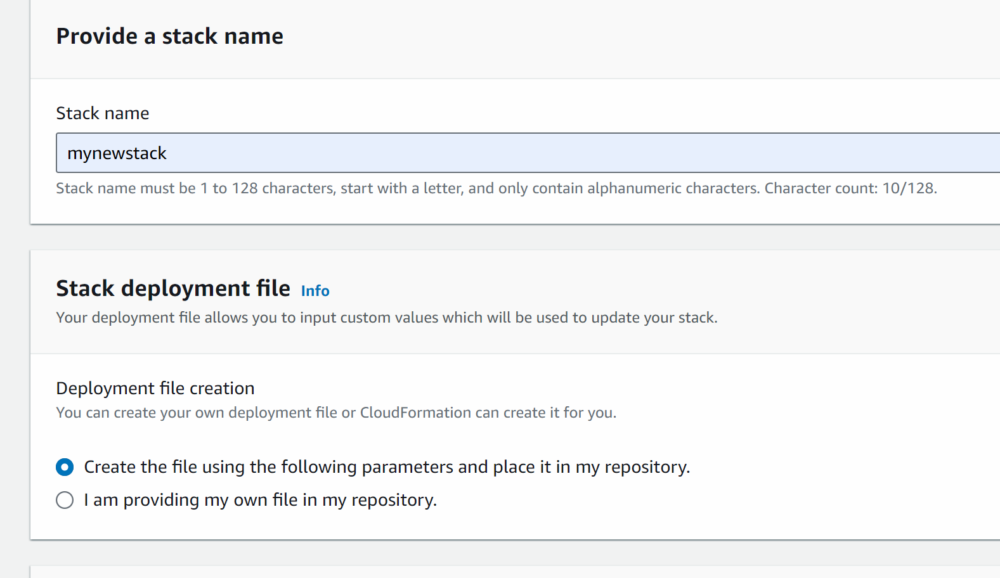 Provide a stack name
Stack name
mynewstack
Stack name must be 1 to 128 characters, start with a letter, and only contain alphanumeric characters. Character count: 10/128.
Stack deployment file Info
Your deployment file allows you to input custom values which will be used to update your stack.
Deployment file creation
You can create your own deployment file or CloudFormation can create it for you.
Create the file using the following parameters and place it in my repository.
I am providing my own file in my repository.